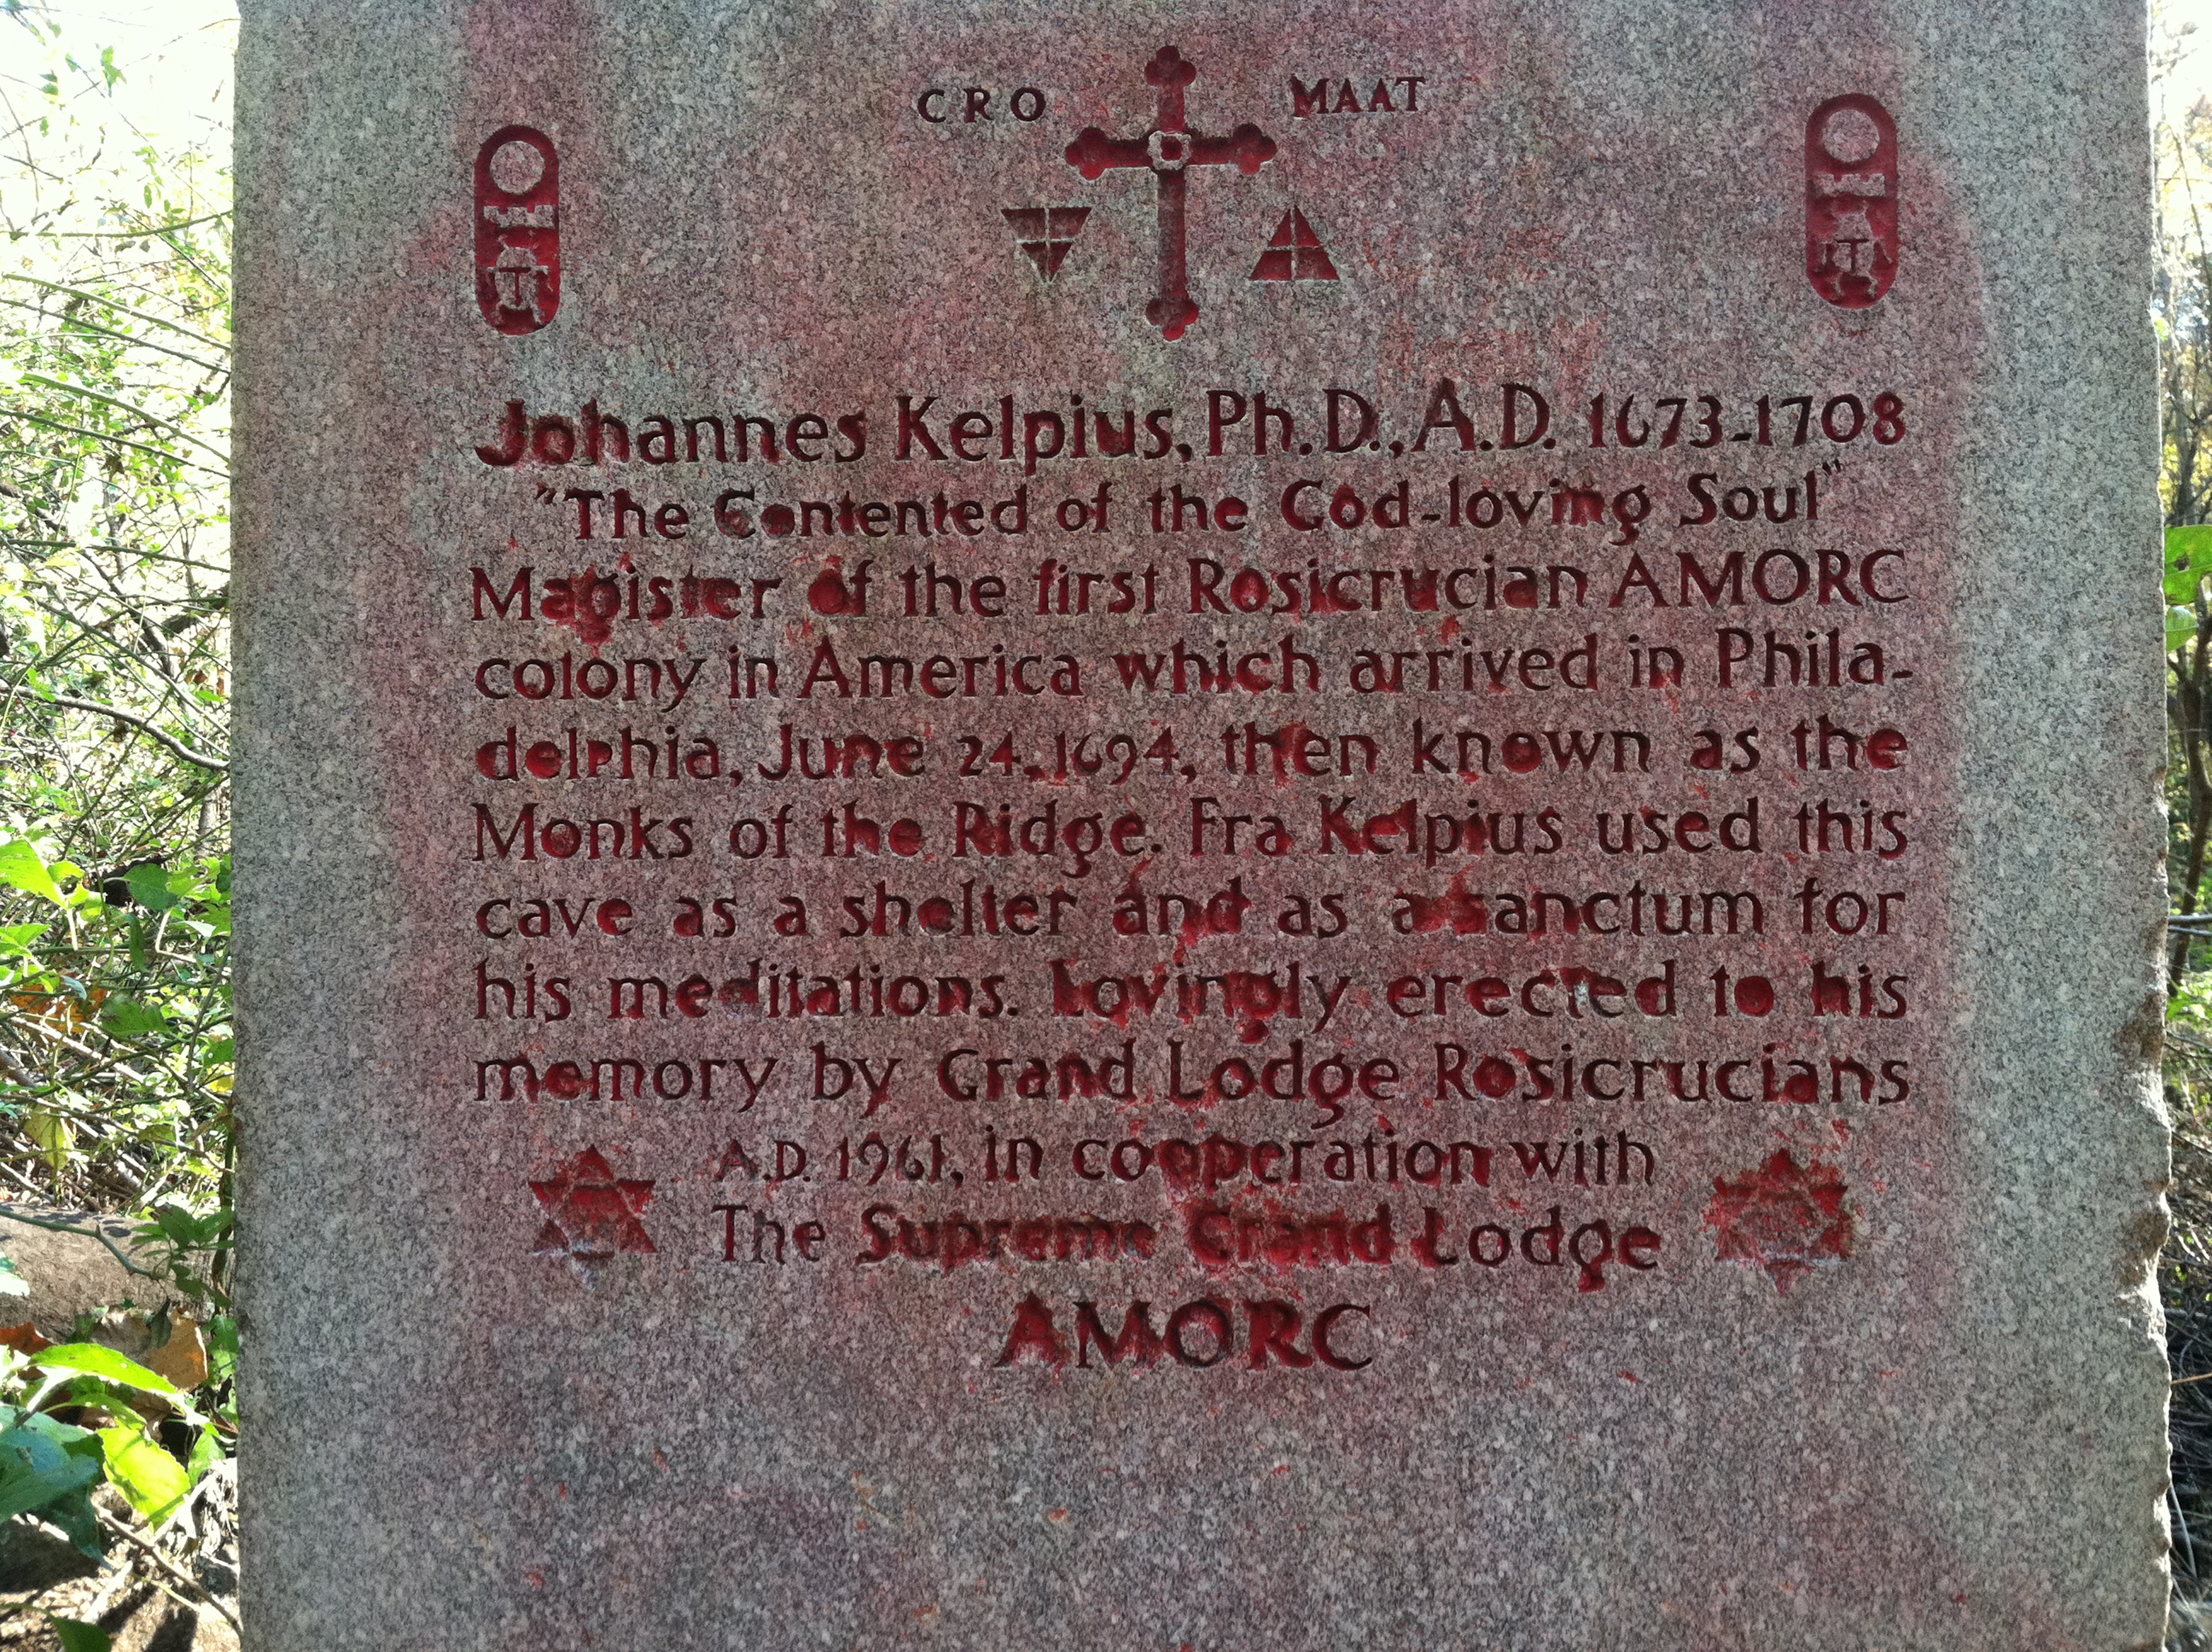 CRO MAAT
Johannes Kelpius, Ph.D., A.D. 1673-1708
"The Contented of the God-loving Soul"
Magister of the first Rosicrucian AMORC
colony in America which arrived in Phila-
delphia, June 24, 1694, then known as the
Monks of the Ridge. Fra Kelpius used this
cave as a shelter and as a sanctum for
his meditations. Lovingly erected to his
memory by Grand Lodge Rosicrucians
A.D. 1961, in cooperation with
The Supreme Grand Lodge
AMORC